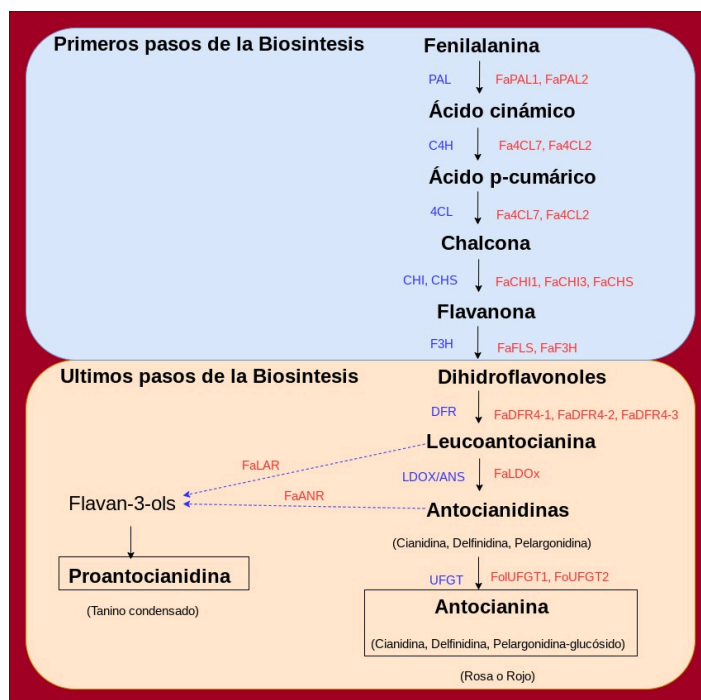 Primeros pasos de la Biosintesis
Fenilalanina
PAL
FaPAL1, FaPAL2
Ácido cinámico
C4H
Fa4CL7, Fa4CL2
Ácido p-cumárico
4CL
Fa4CL7, Fa4CL2
Chalcona
CHI, CHS
FaCHI1, FaCHI3, FaCHS
Flavanona
F3H
FaFLS, FaF3H
Ultimos pasos de la Biosintesis
Dihidroflavonoles
DFR
FaDFR4-1, FaDFR4-2, FaDFR4-3
Leucoantocianina
FaLAR
LDOX/ANS
FaLDOx
Flavan-3-ols
FaANR
Antocianidinas
(Cianidina, Delfinidina, Pelargonidina)
Proantocianidina
(Tanino condensado)
UFGT
FolUFGT1, FoUFGT2
Antocianina
(Cianidina, Delfinidina, Pelargonidina-glucósido)
(Rosa o Rojo)